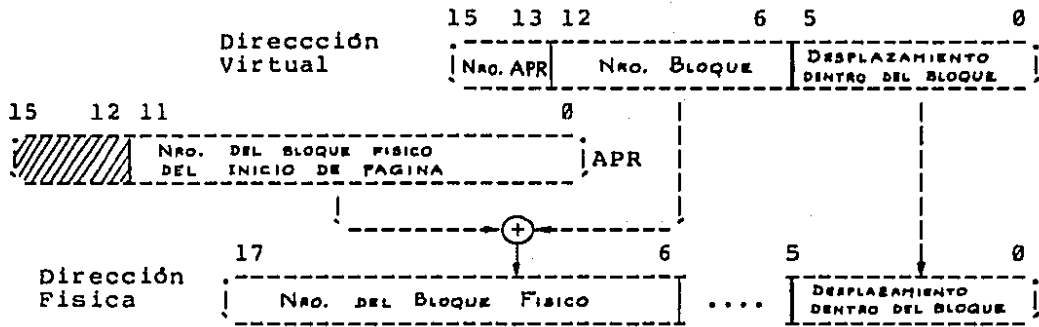 15 13 12 6 5 0
Direccción
Virtual
NRO. APR
NRO. BLOQUE
DESPLAZAMIENTO
DENTRO DEL BLOQUE
15 12 11 0
NRO. DEL BLOQUE FISICO
DEL INICIO DE PAGINA
APR
+
17 6 5 0
Dirección
Fisica
NRO. DEL BLOQUE FISICO
....
DESPLAZAMIENTO
DENTRO DEL BLOQUE